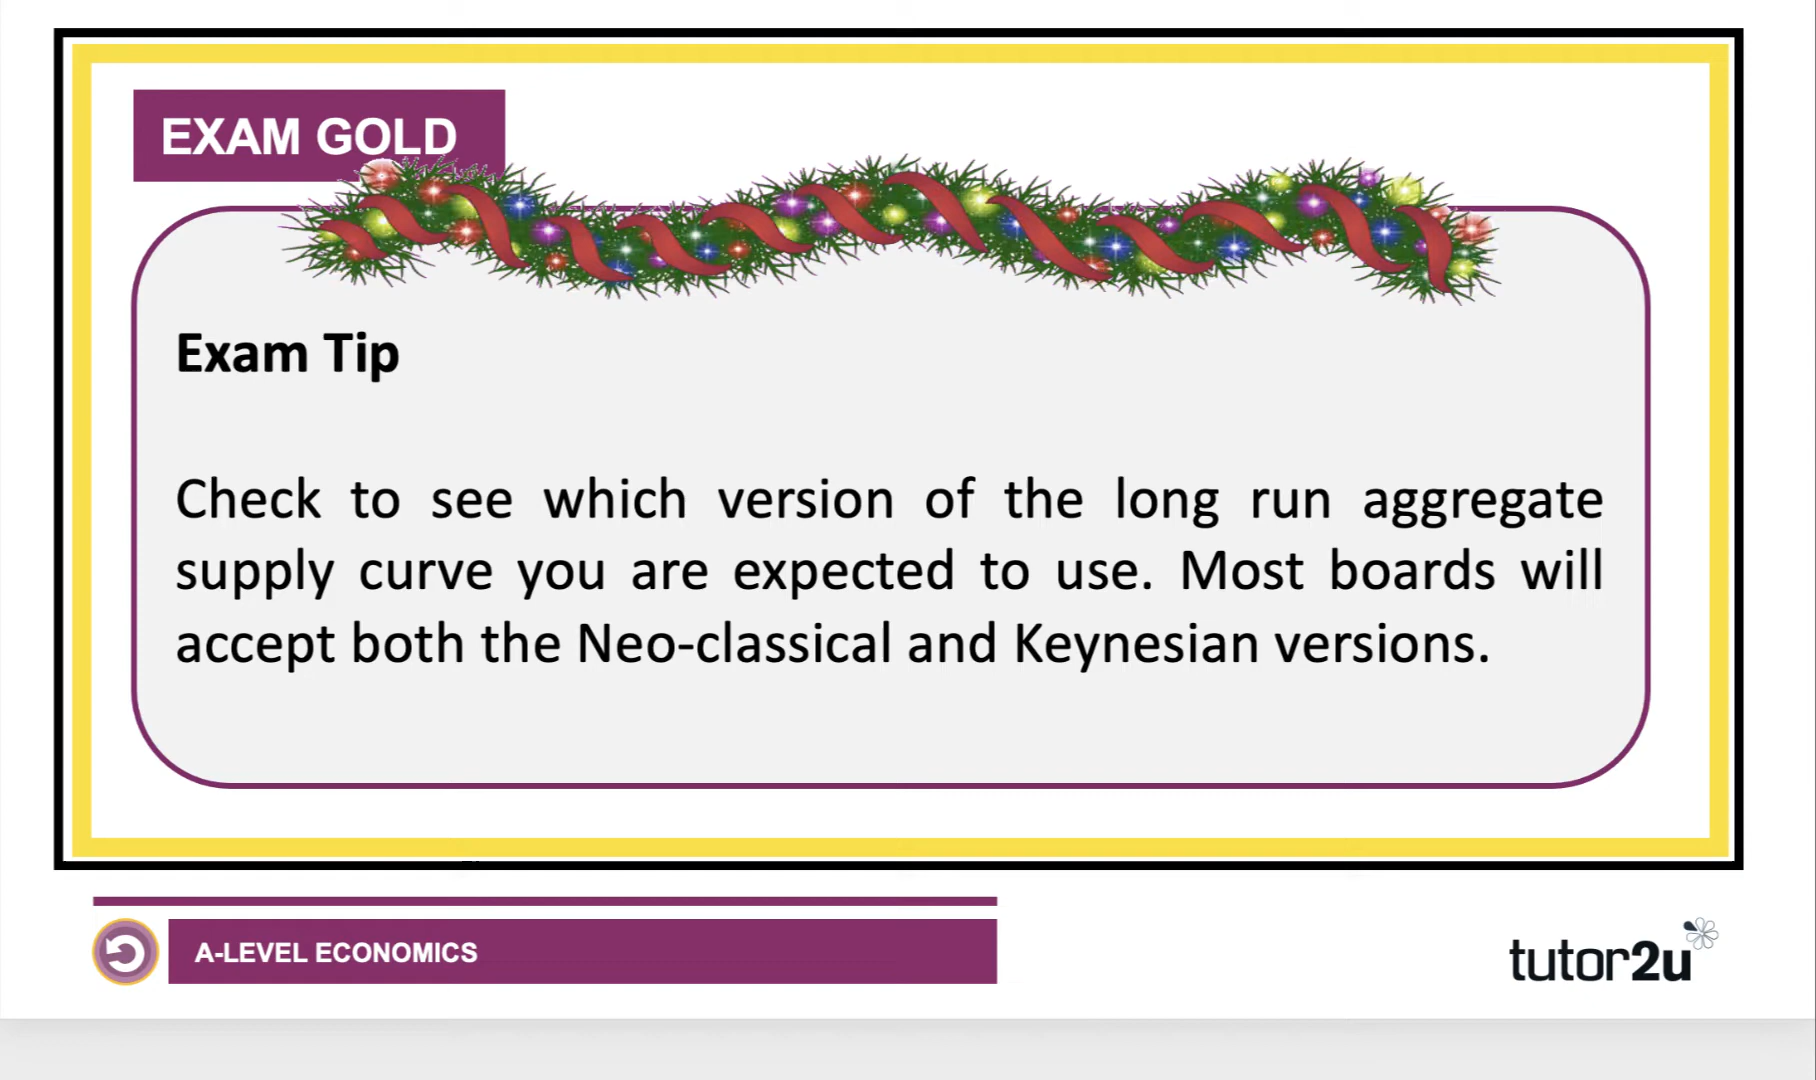 EXAM GOLD
Exam Tip
Check to see which version of the long run aggregate
supply curve you are expected to use. Most boards will
accept both the Neo-classical and Keynesian versions.
A-LEVEL ECONOMICS
tutor2u